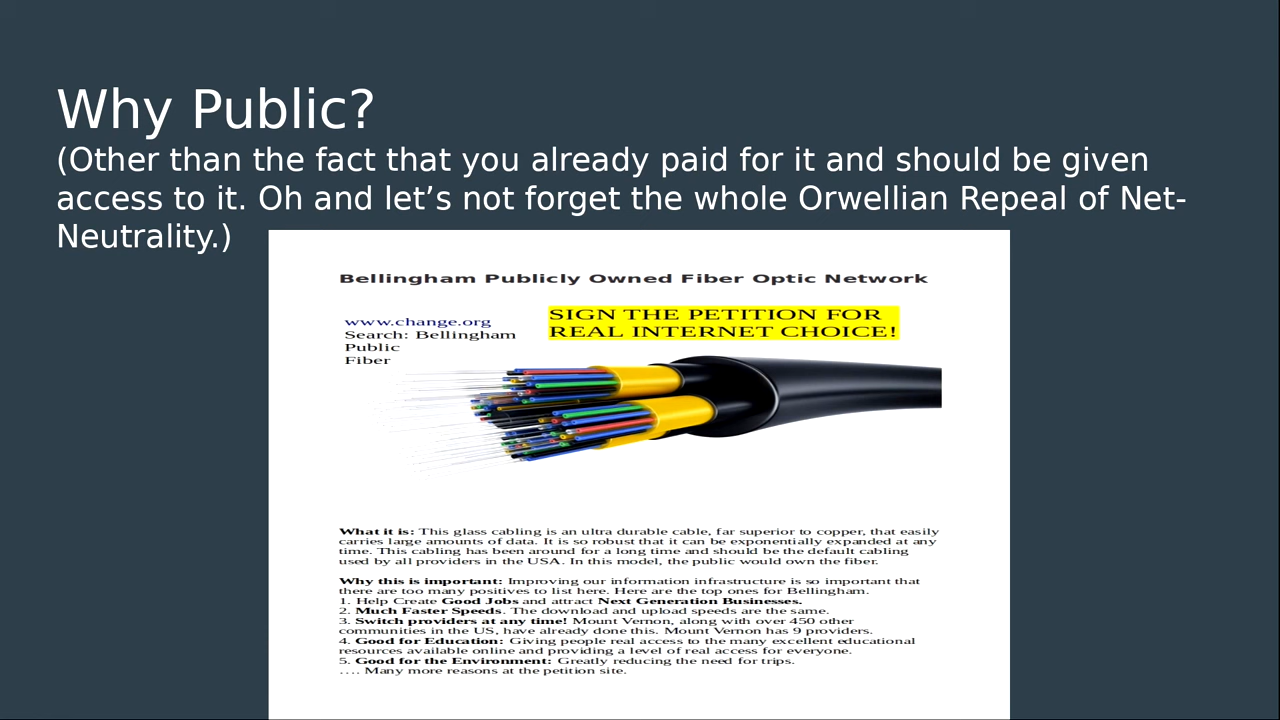 Why Public?
(Other than the fact that you already paid for it and should be given
access to it. Oh and let’s not forget the whole Orwellian Repeal of Net-
Neutrality.)
Bellingham Publicly Owned Fiber Optic Network
www.change.org
Search: Bellingham
Public
Fiber
SIGN THE PETITION FOR
REAL INTERNET CHOICE!
What it is: This glass cabling is an ultra durable cable, far superior to copper, that easily
carries large amounts of data. It is so robust that it can be exponentially expanded at any
time. This cabling has been around for a long time and should be the default cabling
used by all providers in the USA. In this model, the public would own the fiber.
Why this is important: Improving our information infrastructure is so important that
there are too many positives to list here. Here are the top ones for Bellingham.
1. Help Create Good Jobs and attract Next Generation Businesses.
2. Much Faster Speeds. The download and upload speeds are the same.
3. Switch providers at any time! Mount Vernon, along with over 450 other
communities in the US, have already done this. Mount Vernon has 9 providers.
4. Good for Education: Giving people real access to the many excellent educational
resources available online and providing a level of real access for everyone.
5. Good for the Environment: Greatly reducing the need for trips.
.... Many more reasons at the petition site.